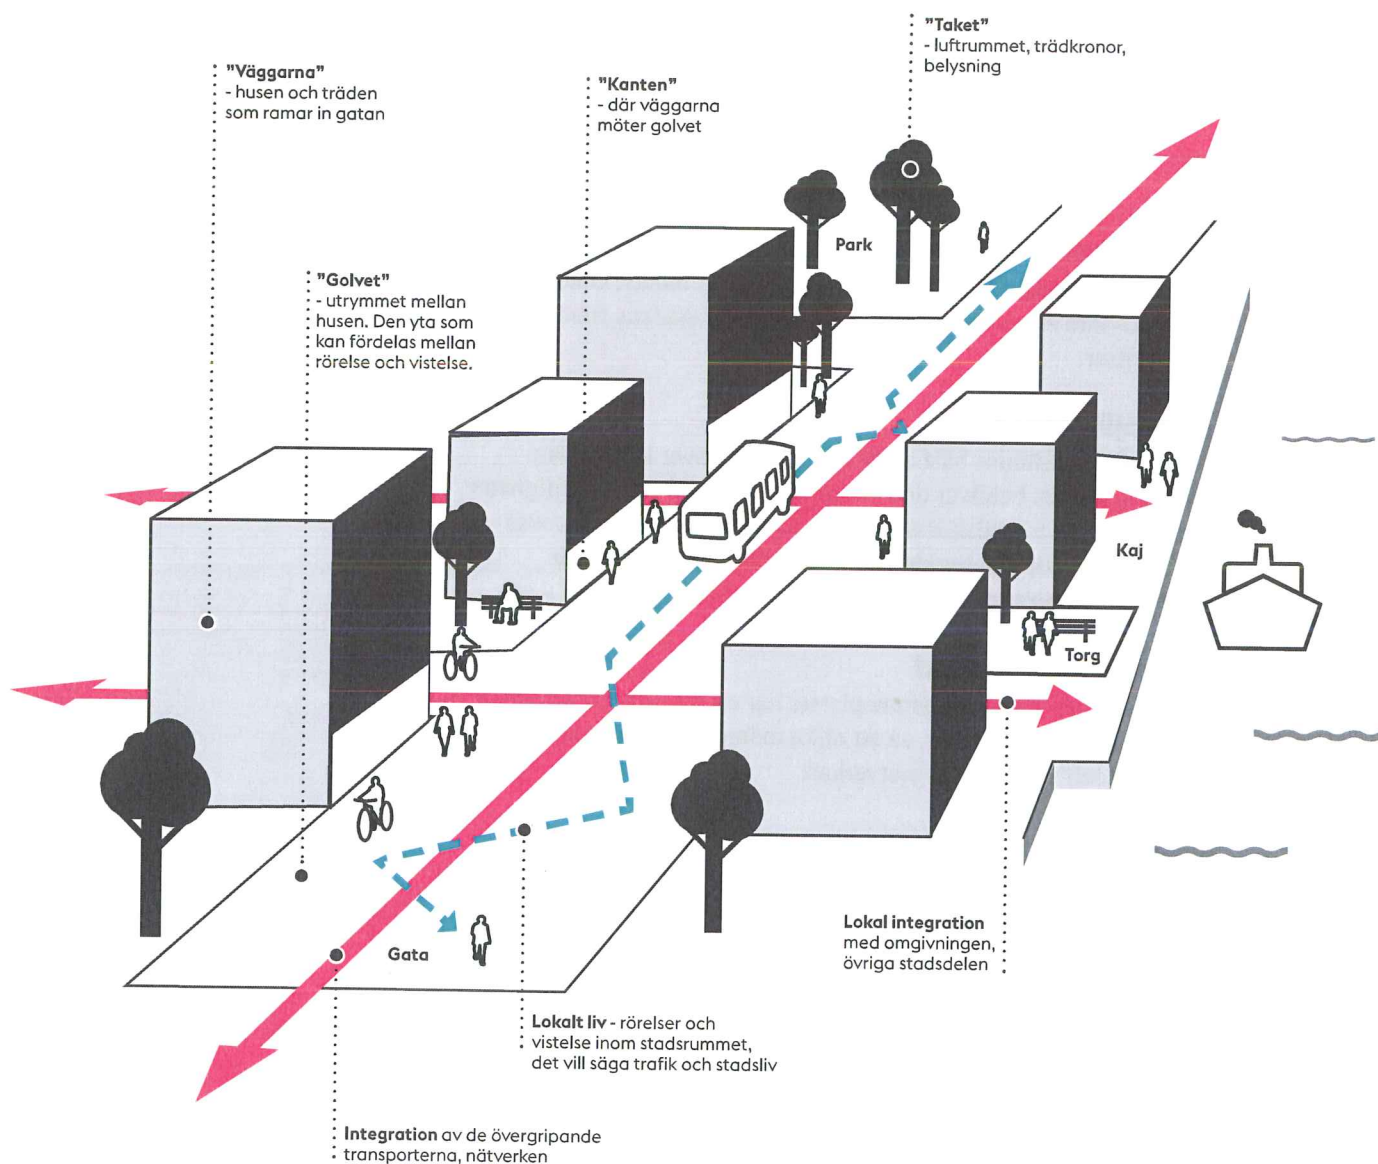 "Taket"
- luftrummet, trädkronor,
belysning
"Väggarna"
- husen och träden
som ramar in gatan
"Kanten"
- där väggarna
möter golvet
Park
"Golvet"
- utrymmet mellan
husen. Den yta som
kan fördelas mellan
rörelse och vistelse.
Kaj
Torg
Gata
Lokal integration
med omgivningen,
övriga stadsdelen
Lokalt liv - rörelser och
vistelse inom stadsrummet,
det vill säga trafik och stadsliv
Integration av de övergripande
transporterna, nätverken